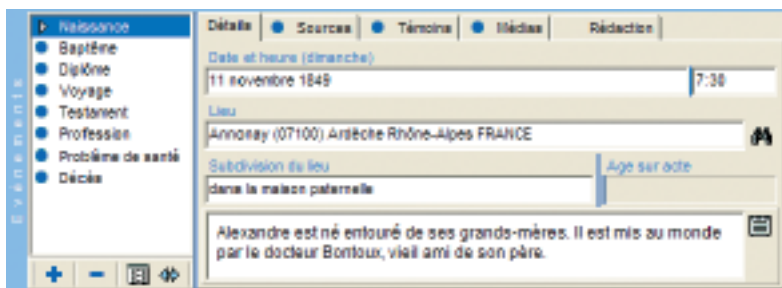 Evénements
Naissance
Baptême
Diplôme
Voyage
Testament
Profession
Problème de santé
Décès
Détails
Sources
Témoins
Médias
Rédaction
Date et heure (dimanche)
11 novembre 1849
7:30
Lieu
Annonay (07100) Ardèche Rhône-Alpes FRANCE
Subdivision du lieu
Age sur acte
dans la maison paternelle
Alexandre est né entouré de ses grands-mères. Il est mis au monde
par le docteur Bontoux, vieil ami de son père.